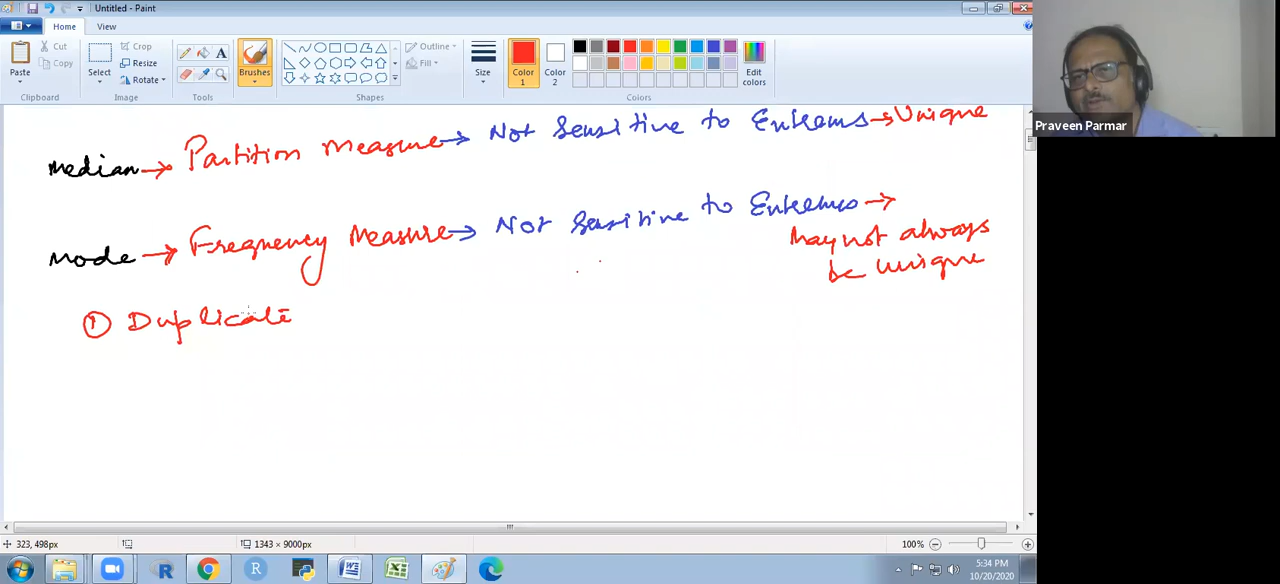 Untitled - Paint
Home View
Paste Cut Copy Clipboard
Select Crop Resize Rotate Image
Tools
Brushes
Shapes Outline Fill
Size
Color 1
Color 2
Edit colors
Colors
Praveen Parmar
Median → Partition Measure → Not Sensitive to Extrems → Unique
Mode → Frequency Measure → Not Sensitive to Extrems →
May not always
be unique
① Duplicate
323, 498px
1343 × 9000px
100%
5:34 PM
10/20/2020